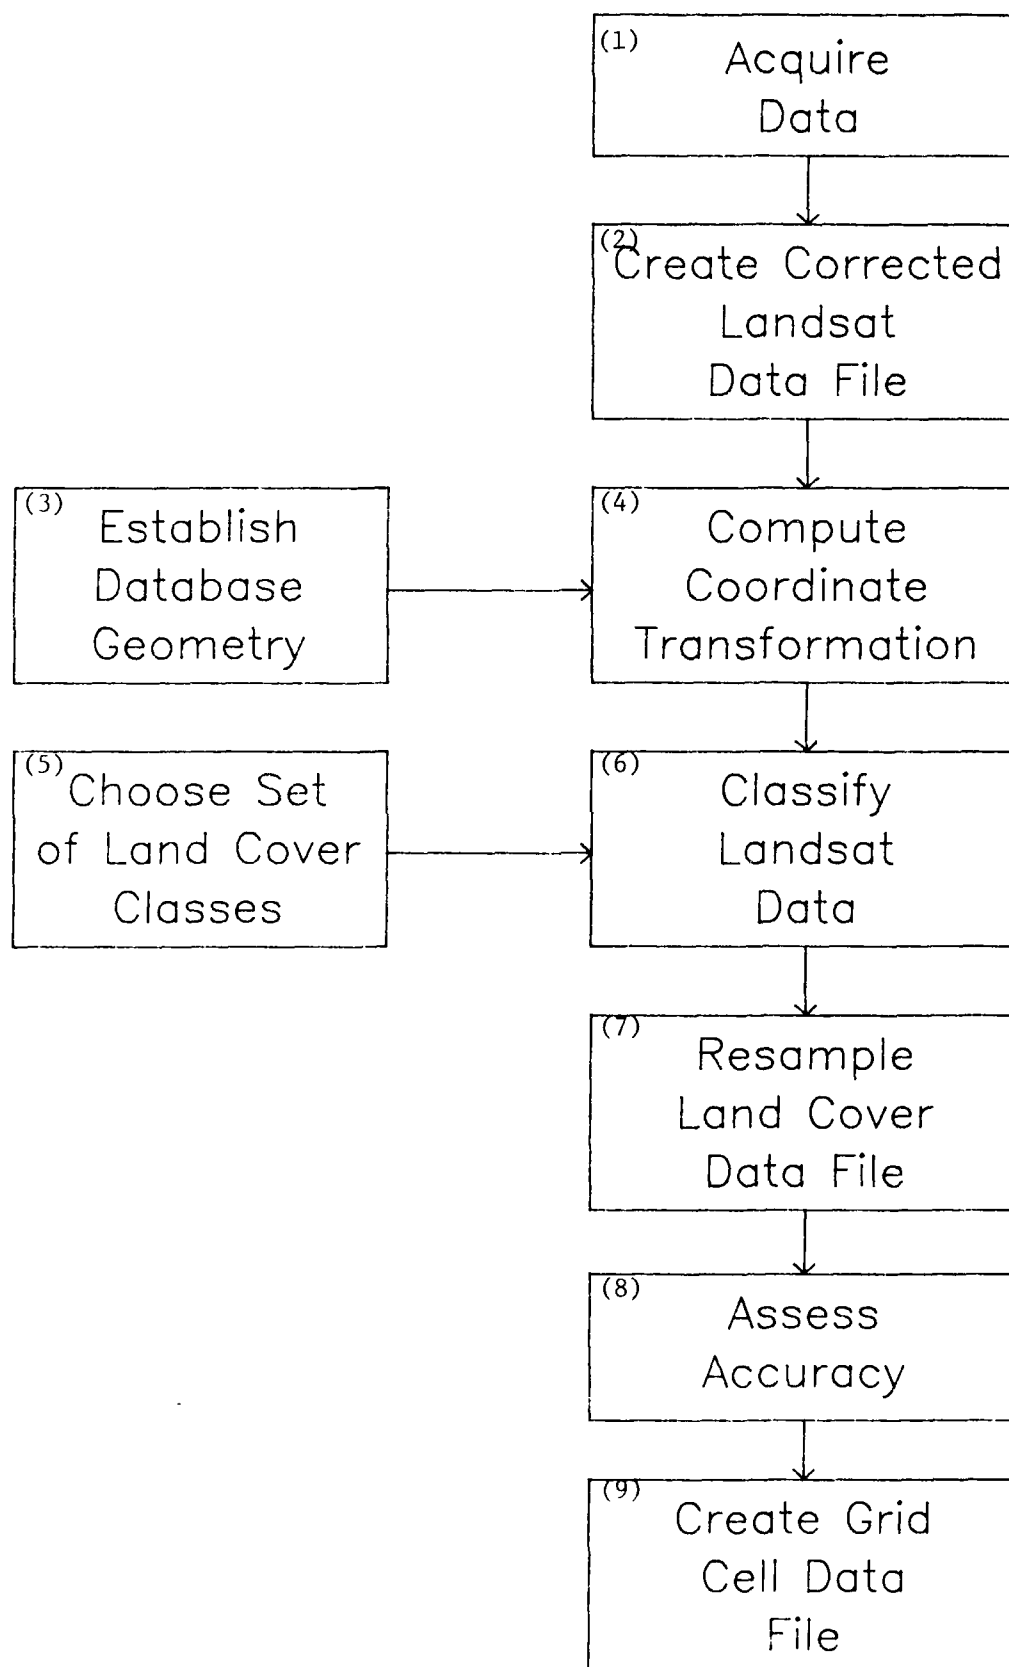 (1)
Acquire
Data
(2)
Create Corrected
Landsat
Data File
(3)
Establish
Database
Geometry
(4)
Compute
Coordinate
Transformation
(5)
Choose Set
of Land Cover
Classes
(6)
Classify
Landsat
Data
(7)
Resample
Land Cover
Data File
(8)
Assess
Accuracy
(9)
Create Grid
Cell Data
File